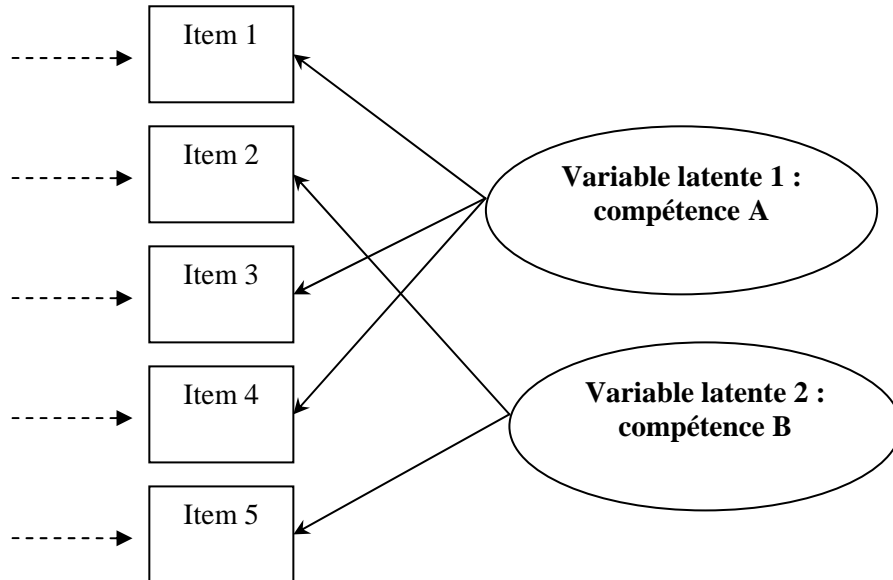 Item 1
Item 2
Item 3
Item 4
Item 5
Variable latente 1 :
compétence A
Variable latente 2 :
compétence B